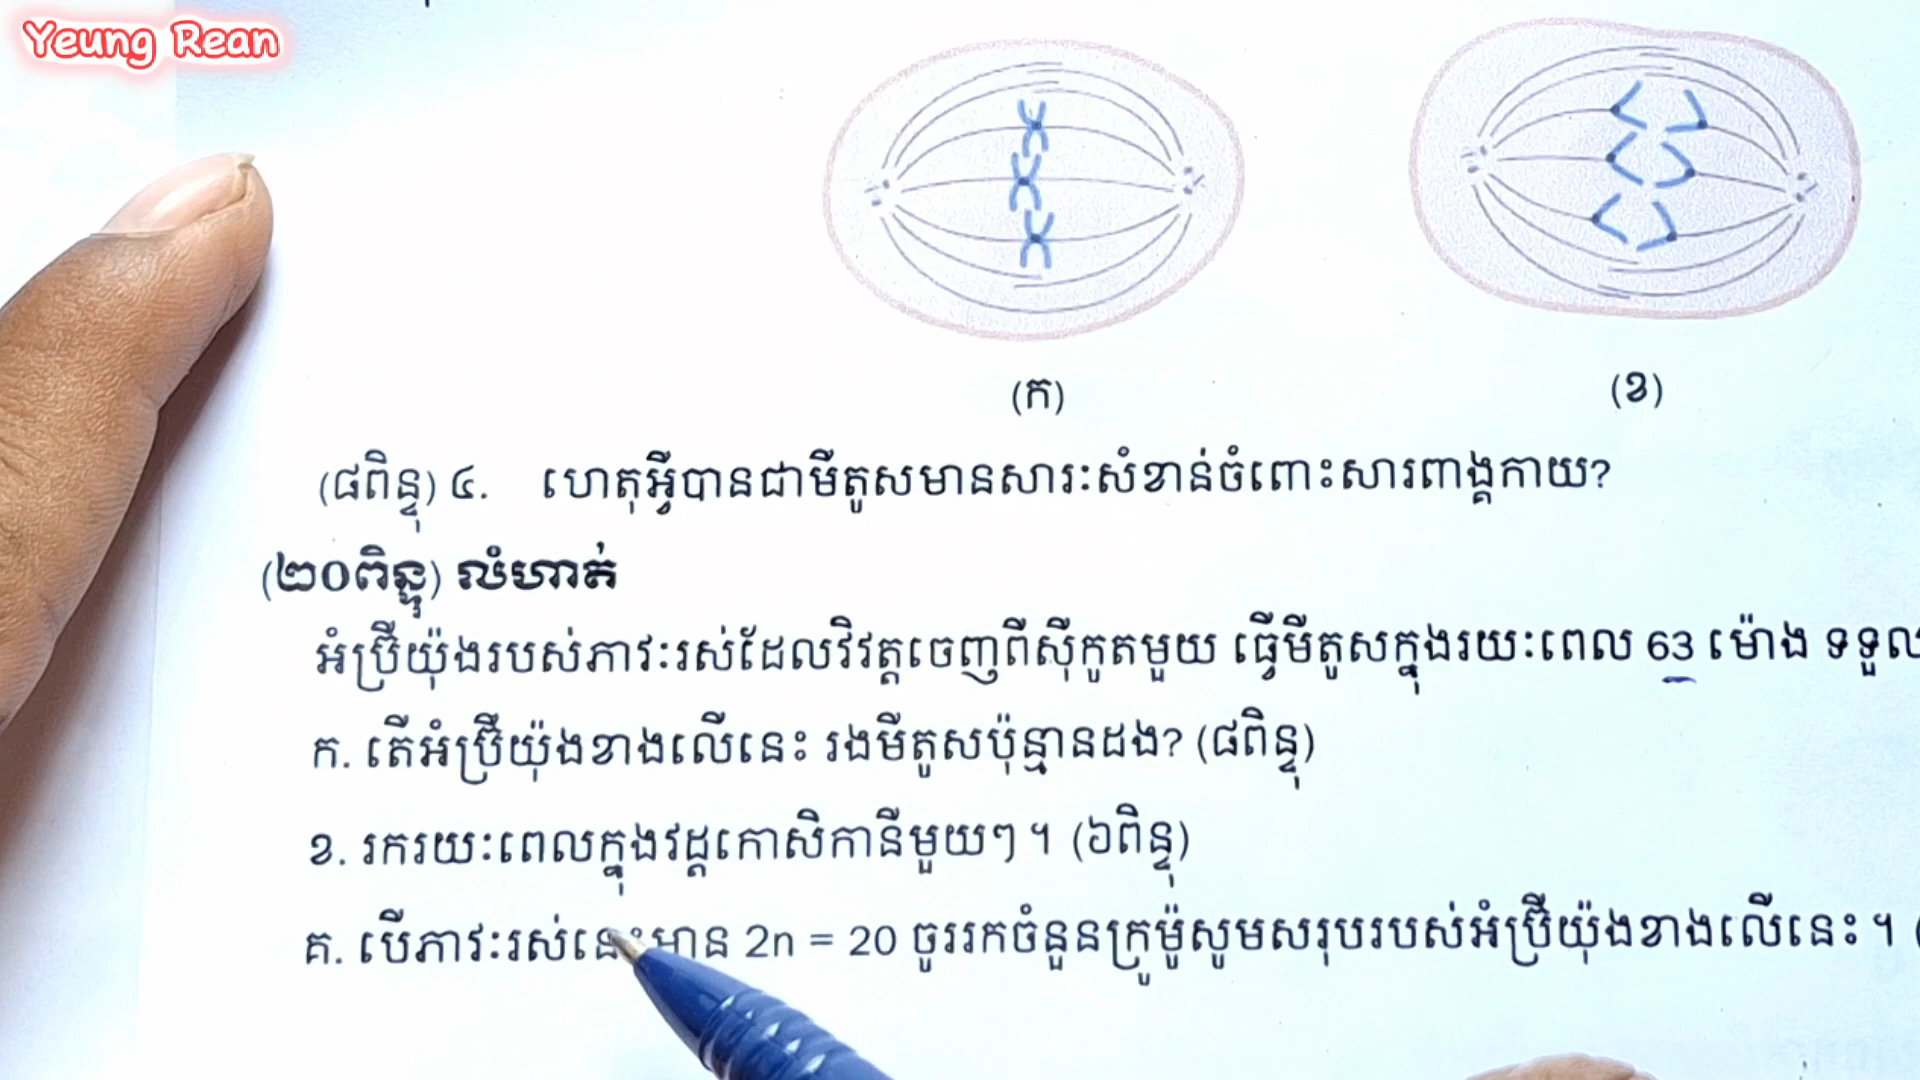 Yeung Rean
(ក) (ខ)
(៨ពិន្ទុ) ៤. ហេតុអ្វីបានជាមីតូសមានសារៈសំខាន់ចំពោះសារពាង្គកាយ?
(២០ពិន្ទុ) លំហាត់
អំប្រ៊ីយ៉ុងរបស់ភាវៈរស់ដែលវិវត្តចេញពីស៊ីកូតមួយ ធ្វើមីតូសក្នុងរយៈពេល 63 ម៉ោង ទទួល
ក. តើអំប្រ៊ីយ៉ុងខាងលើនេះ រងមីតូសប៉ុន្មានដង? (៨ពិន្ទុ)
ខ. រករយៈពេលក្នុងវដ្តកោសិកានីមួយៗ ។ (៦ពិន្ទុ)
គ. បើភាវៈរស់នេះមាន 2n = 20 ចូររកចំនួនក្រូម៉ូសូមសរុបរបស់អំប្រ៊ីយ៉ុងខាងលើនេះ ។